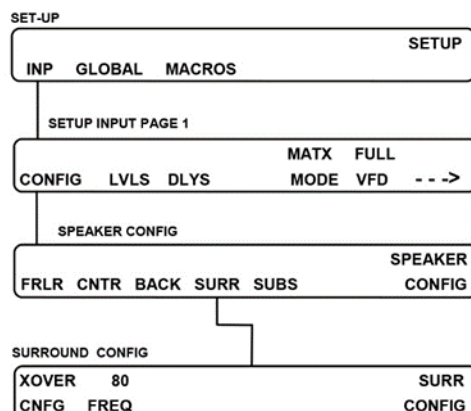 SET-UP
SETUP
INP GLOBAL MACROS
SETUP INPUT PAGE 1
MATX FULL
CONFIG LVLS DLYS MODE VFD - - ->
SPEAKER CONFIG
SPEAKER
FRLR CNTR BACK SURR SUBS CONFIG
SURROUND CONFIG
XOVER 80 SURR
CNFG FREQ CONFIG